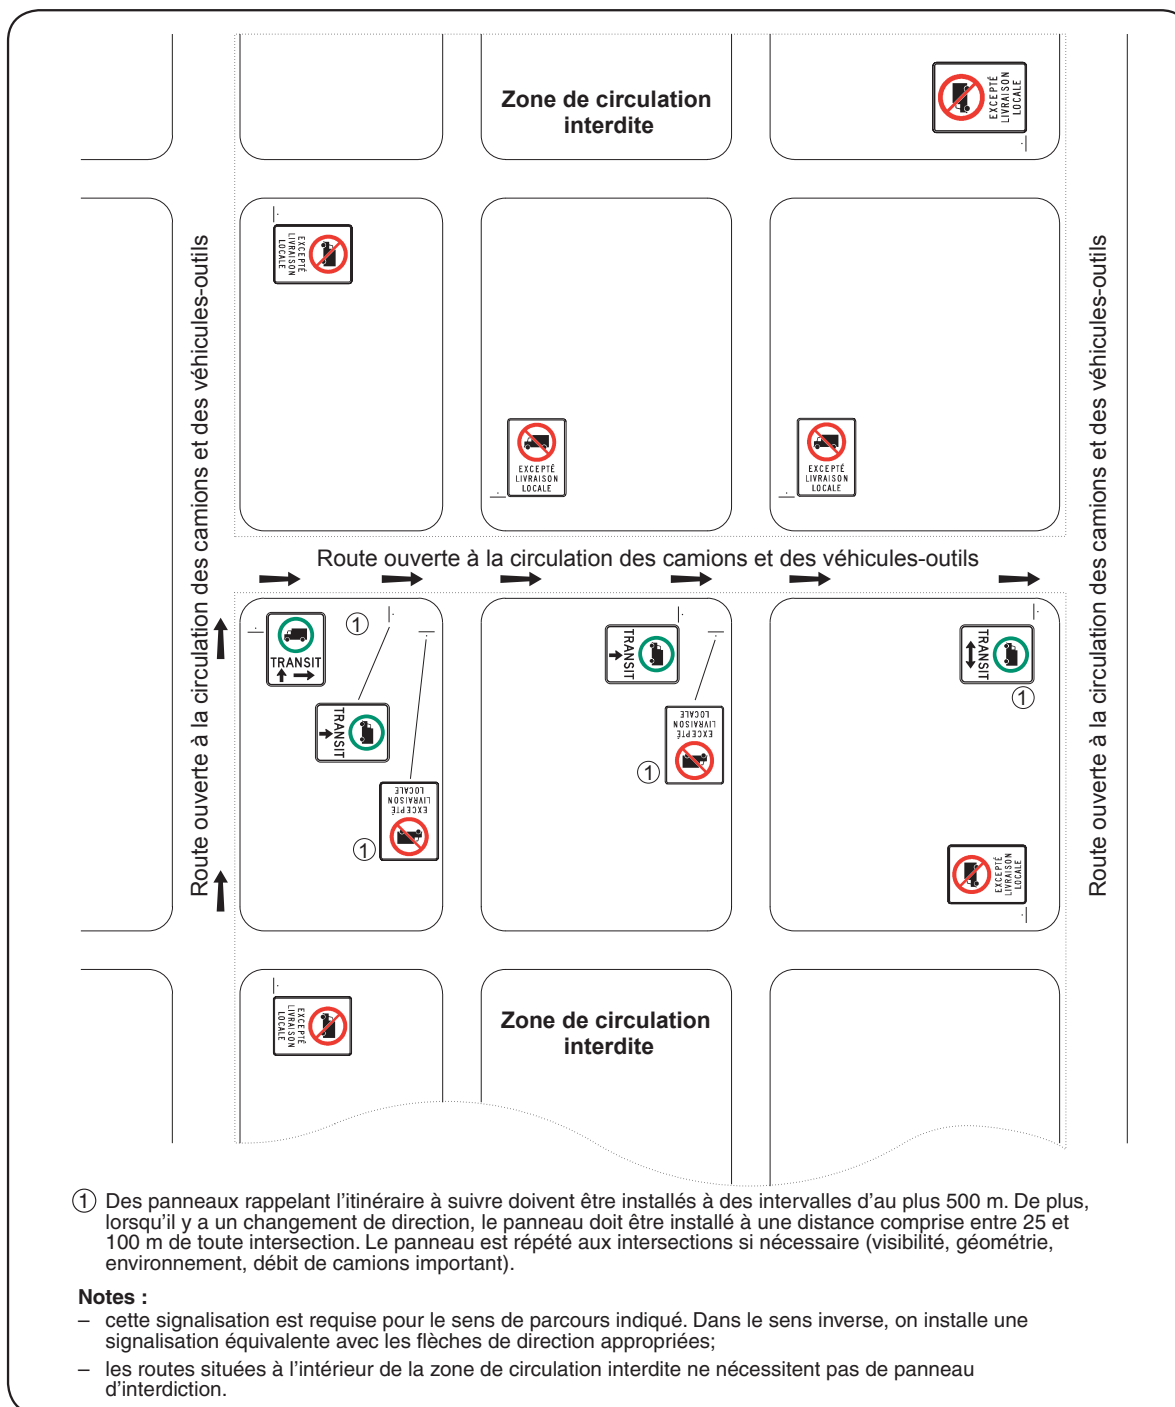 Zone de circulation
interdite
EXCEPTÉ
LIVRAISON
LOCALE
EXCEPTÉ
LIVRAISON
LOCALE
Route ouverte à la circulation des camions et des véhicules-outils
Route ouverte à la circulation des camions et des véhicules-outils
EXCEPTÉ
LIVRAISON
LOCALE
EXCEPTÉ
LIVRAISON
LOCALE
Route ouverte à la circulation des camions et des véhicules-outils
TRANSIT
1
TRANSIT
EXCEPTÉ
LIVRAISON
LOCALE
1
TRANSIT
EXCEPTÉ
LIVRAISON
LOCALE
1
TRANSIT
1
EXCEPTÉ
LIVRAISON
LOCALE
EXCEPTÉ
LIVRAISON
LOCALE
Zone de circulation
interdite
1 Des panneaux rappelant l'itinéraire à suivre doivent être installés à des intervalles d'au plus 500 m. De plus,
lorsqu'il y a un changement de direction, le panneau doit être installé à une distance comprise entre 25 et
100 m de toute intersection. Le panneau est répété aux intersections si nécessaire (visibilité, géométrie,
environnement, débit de camions important).
Notes :
– cette signalisation est requise pour le sens de parcours indiqué. Dans le sens inverse, on installe une
signalisation équivalente avec les flèches de direction appropriées;
– les routes situées à l'intérieur de la zone de circulation interdite ne nécessitent pas de panneau
d'interdiction.